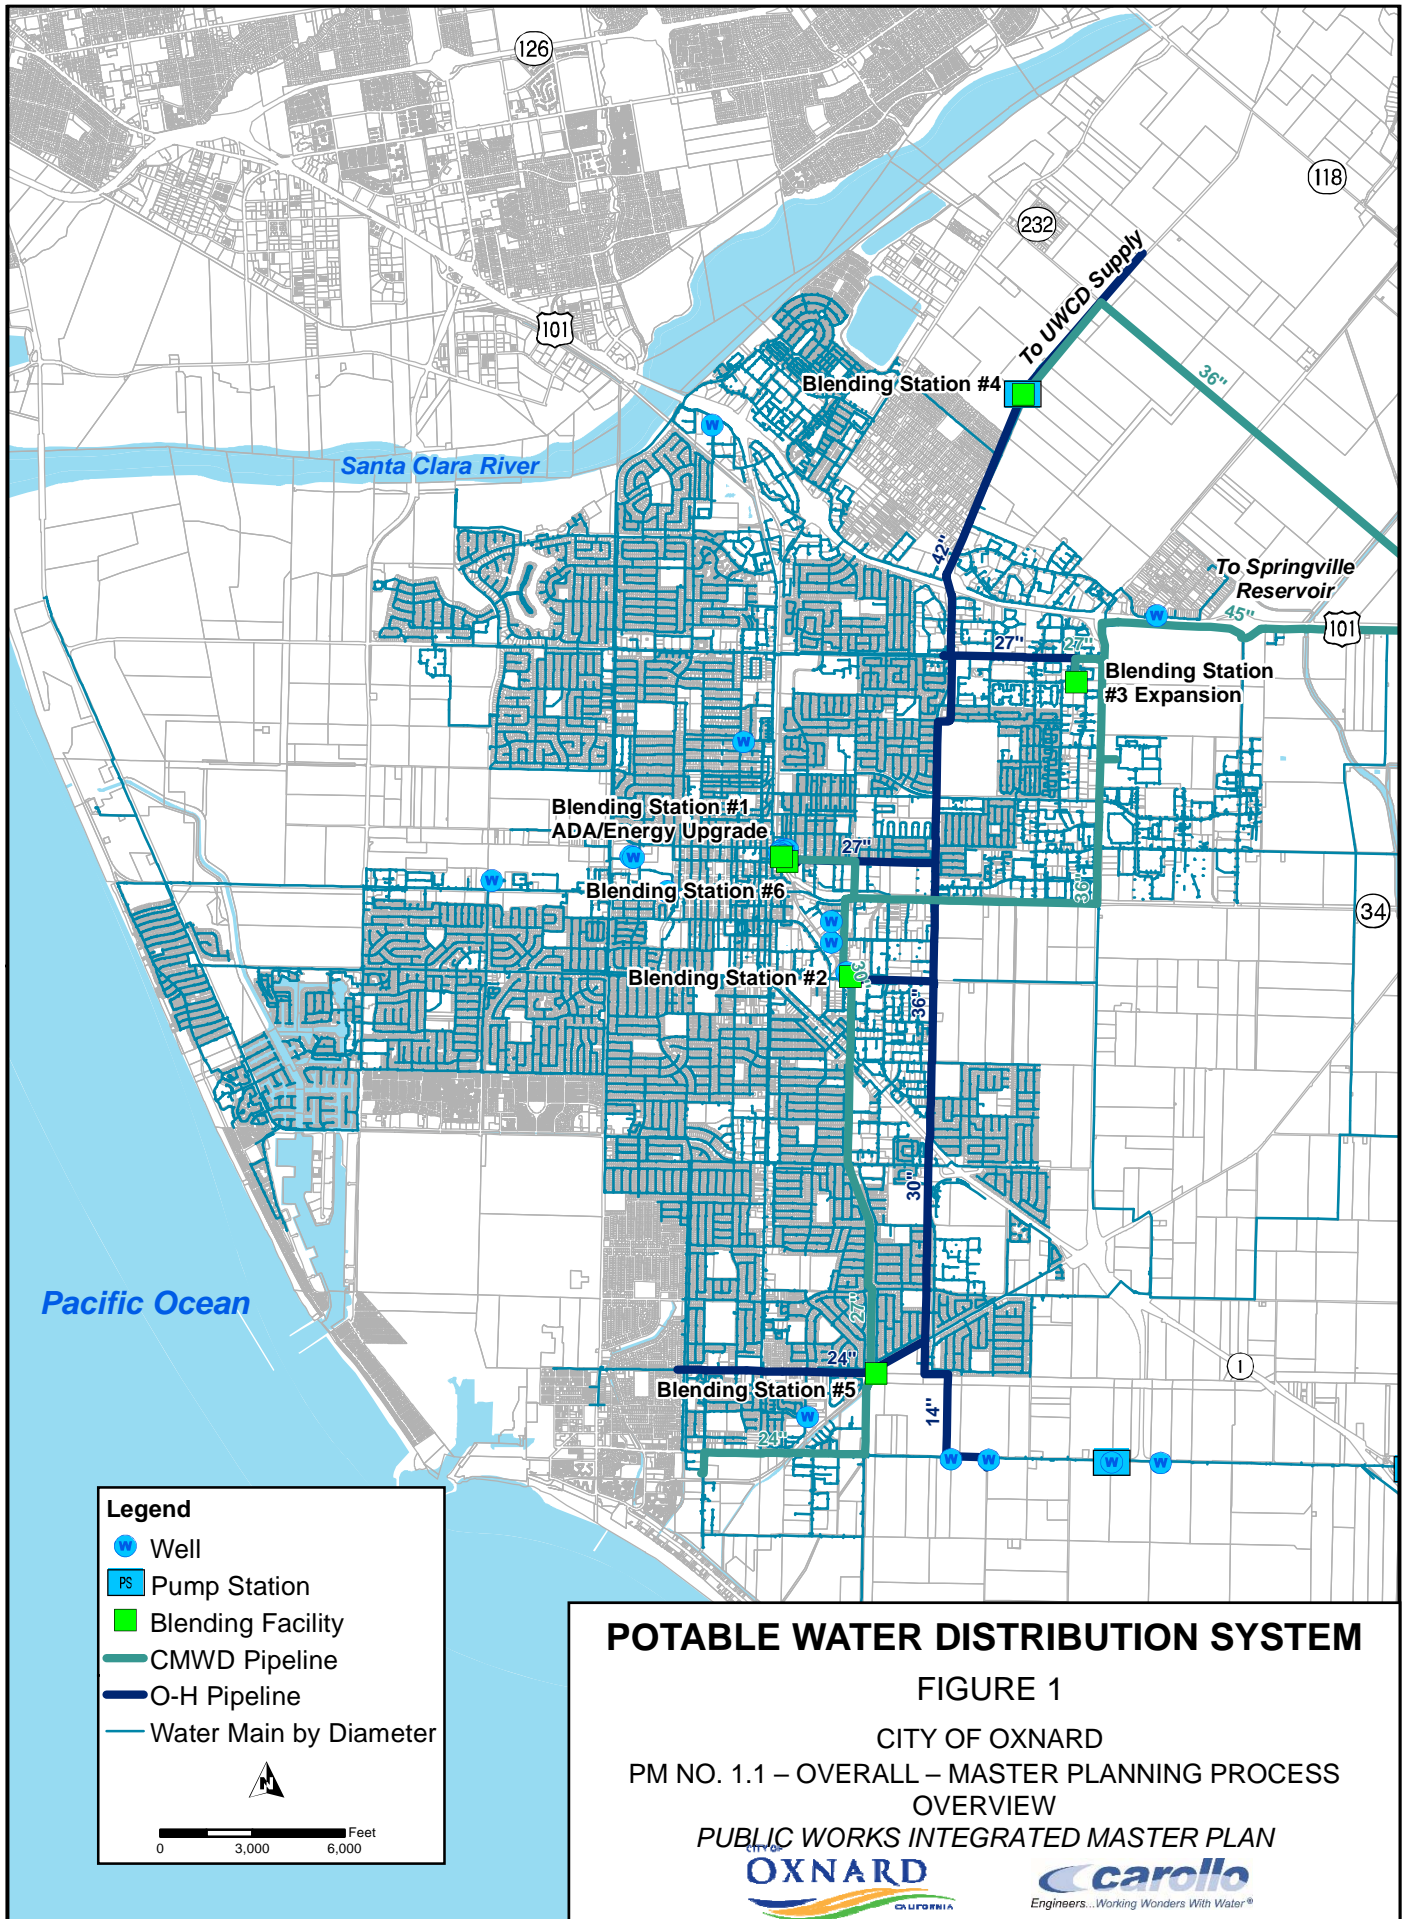 126
118
232
To UWCD Supply
101
Blending Station #4
36"
Santa Clara River
42"
To Springville
Reservoir
45"
101
27"
27"
Blending Station
#3 Expansion
Blending Station #1
ADA/Energy Upgrade
27"
Blending Station #6
36"
34
Blending Station #2
30"
36"
30"
Pacific Ocean
27"
24"
1
Blending Station #5
14"
24"
W
W
W
W
W
W
W
W
W
W
W
W
Legend
W Well
PS Pump Station
Blending Facility
CMWD Pipeline
O-H Pipeline
Water Main by Diameter
N
Feet
0 3,000 6,000
POTABLE WATER DISTRIBUTION SYSTEM
FIGURE 1
CITY OF OXNARD
PM NO. 1.1 – OVERALL – MASTER PLANNING PROCESS
OVERVIEW
PUBLIC WORKS INTEGRATED MASTER PLAN
CITY OF
OXNARD
CALIFORNIA
carollo
Engineers...Working Wonders With Water®